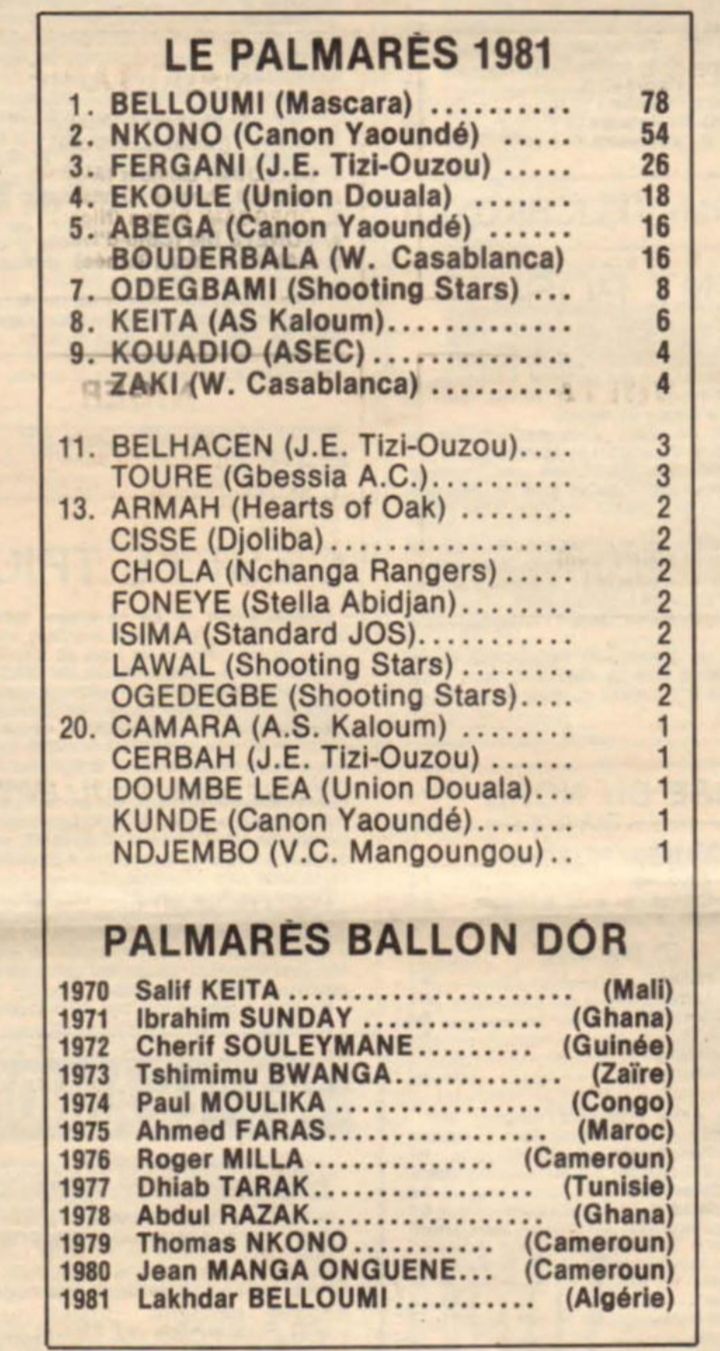 LE PALMARÈS 1981
1. BELLOUMI (Mascara) .......... 78
2. NKONO (Canon Yaoundé) ..... 54
3. FERGANI (J.E. Tizi-Ouzou) ..... 26
4. EKOULE (Union Douala) ....... 18
5. ABEGA (Canon Yaoundé) ...... 16
BOUDERBALA (W. Casablanca) 16
7. ODEGBAMI (Shooting Stars) ... 8
8. KEITA (AS Kaloum)............. 6
9. KOUADIO (ASEC) .............. 4
ZAKI (W. Casablanca) .......... 4
11. BELHACEN (J.E. Tizi-Ouzou).... 3
TOURE (Gbessia A.C.).......... 3
13. ARMAH (Hearts of Oak) ........ 2
CISSE (Djoliba)................. 2
CHOLA (Nchanga Rangers) ..... 2
FONEYE (Stella Abidjan)........ 2
ISIMA (Standard JOS)........... 2
LAWAL (Shooting Stars) ........ 2
OGEDEGBE (Shooting Stars).... 2
20. CAMARA (A.S. Kaloum) ........ 1
CERBAH (J.E. Tizi-Ouzou) ...... 1
DOUMBE LEA (Union Douala)... 1
KUNDE (Canon Yaoundé)....... 1
NDJEMBO (V.C. Mangoungou).. 1
PALMARÈS BALLON DÓR
1970 Salif KEITA ...................... (Mali)
1971 Ibrahim SUNDAY .............. (Ghana)
1972 Cherif SOULEYMANE......... (Guinée)
1973 Tshimimu BWANGA............. (Zaïre)
1974 Paul MOULIKA ................ (Congo)
1975 Ahmed FARAS................. (Maroc)
1976 Roger MILLA .............. (Cameroun)
1977 Dhiab TARAK................. (Tunisie)
1978 Abdul RAZAK.................. (Ghana)
1979 Thomas NKONO........... (Cameroun)
1980 Jean MANGA ONGUENE... (Cameroun)
1981 Lakhdar BELLOUMI........... (Algérie)